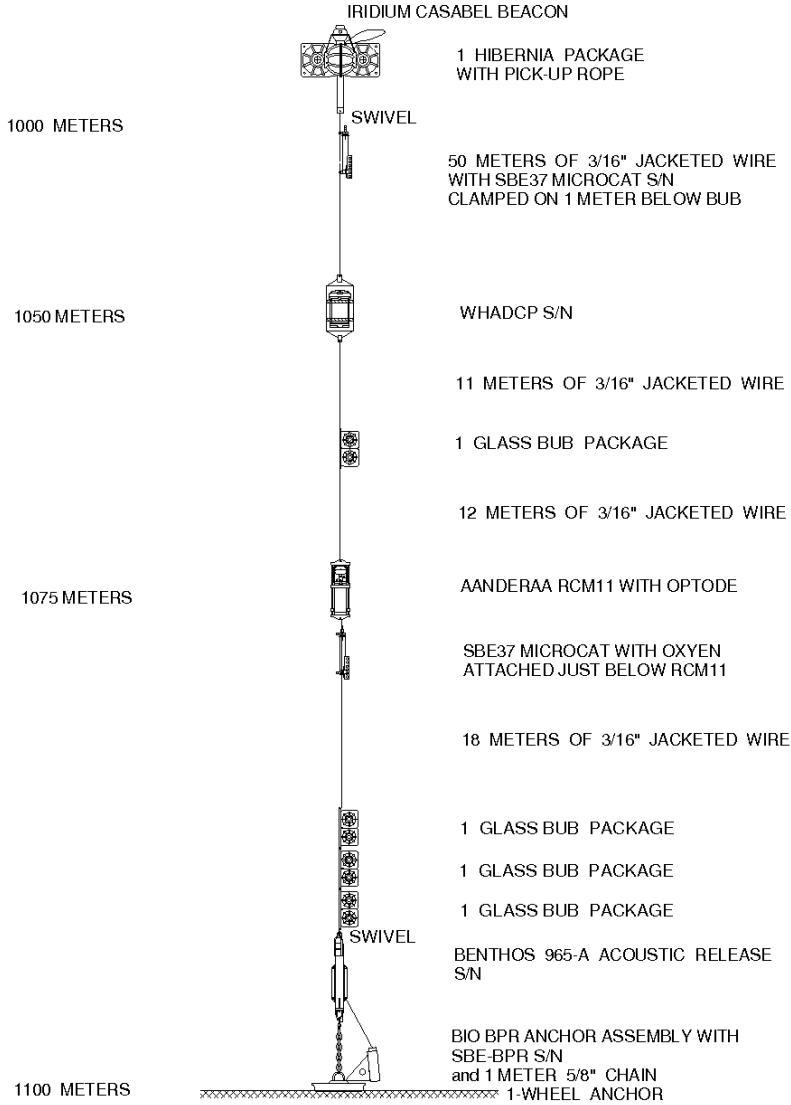 IRIDIUM CASABEL BEACON
1 HIBERNIA PACKAGE
WITH PICK-UP ROPE
SWIVEL
1000 METERS
50 METERS OF 3/16" JACKETED WIRE
WITH SBE37 MICROCAT S/N
CLAMPED ON 1 METER BELOW BUB
1050 METERS
WHADCP S/N
11 METERS OF 3/16" JACKETED WIRE
1 GLASS BUB PACKAGE
12 METERS OF 3/16" JACKETED WIRE
AANDERAA RCM11 WITH OPTODE
1075 METERS
SBE37 MICROCAT WITH OXYEN
ATTACHED JUST BELOW RCM11
18 METERS OF 3/16" JACKETED WIRE
1 GLASS BUB PACKAGE
1 GLASS BUB PACKAGE
1 GLASS BUB PACKAGE
SWIVEL
BENTHOS 965-A ACOUSTIC RELEASE
S/N
BIO BPR ANCHOR ASSEMBLY WITH
SBE-BPR S/N
and 1 METER 5/8" CHAIN
1100 METERS
1-WHEEL ANCHOR